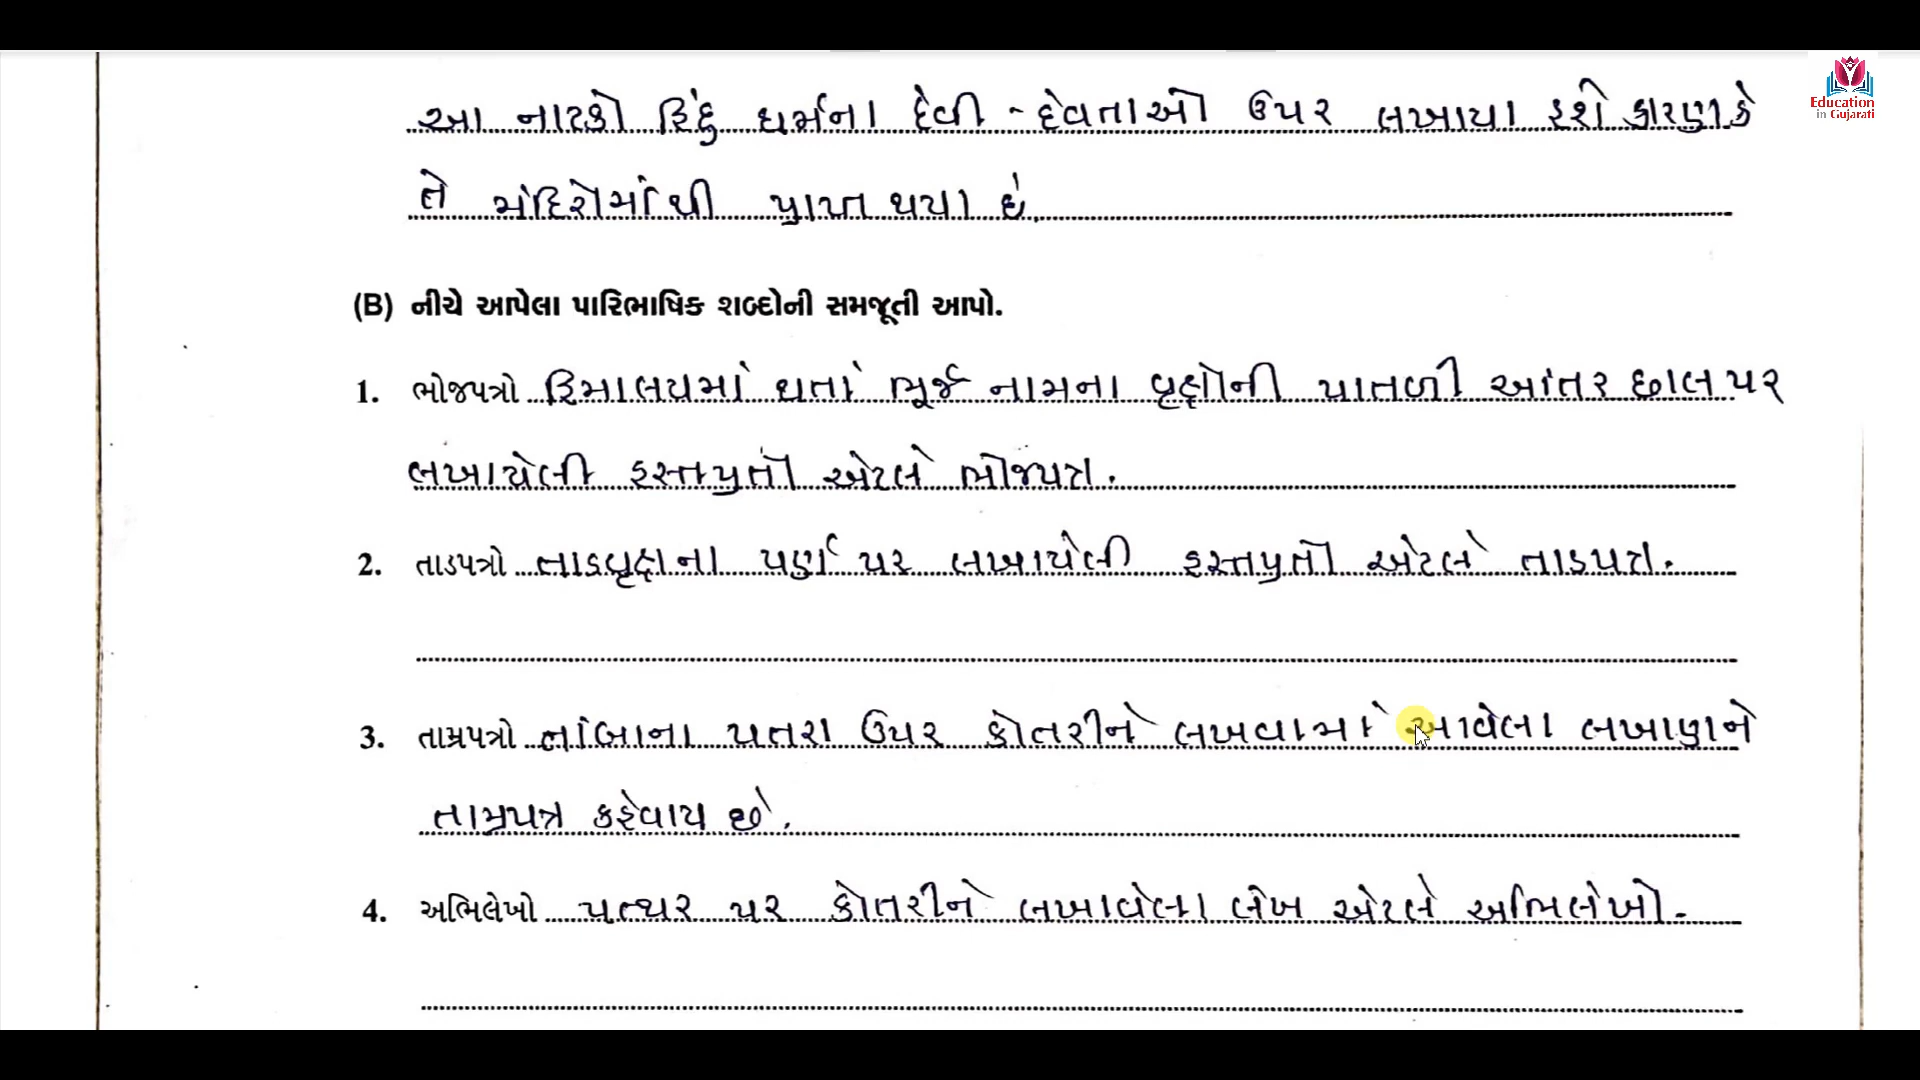 આ નાટકો હિંદુ ધર્મના દેવી - દેવતાઓ ઉપર લખાયા હશે કારણકે
તે મંદિરોમાંથી પ્રાપ્ત થયા છે.
(B) નીચે આપેલા પારિભાષિક શબ્દોની સમજૂતી આપો.
1. ભોજપત્રો હિમાલયમાં થતાં ભૂર્જ નામના વૃક્ષોની પાતળી આંતર છાલ પર
લખાયેલી હસ્તપ્રતો એટલે ભોજપત્ર.
2. તાડપત્રો તાડવૃક્ષના પર્ણ પર લખાયેલી હસ્તપ્રતો એટલે તાડપત્ર.
3. તામ્રપત્રો તાંબાના પતરા ઉપર કોતરીને લખવામાં આવેલા લખાણને
તામ્રપત્ર કહેવાય છે.
4. અભિલેખો પત્થર પર કોતરીને લખાવેલા લેખ એટલે અભિલેખો.
Education
in Gujarati